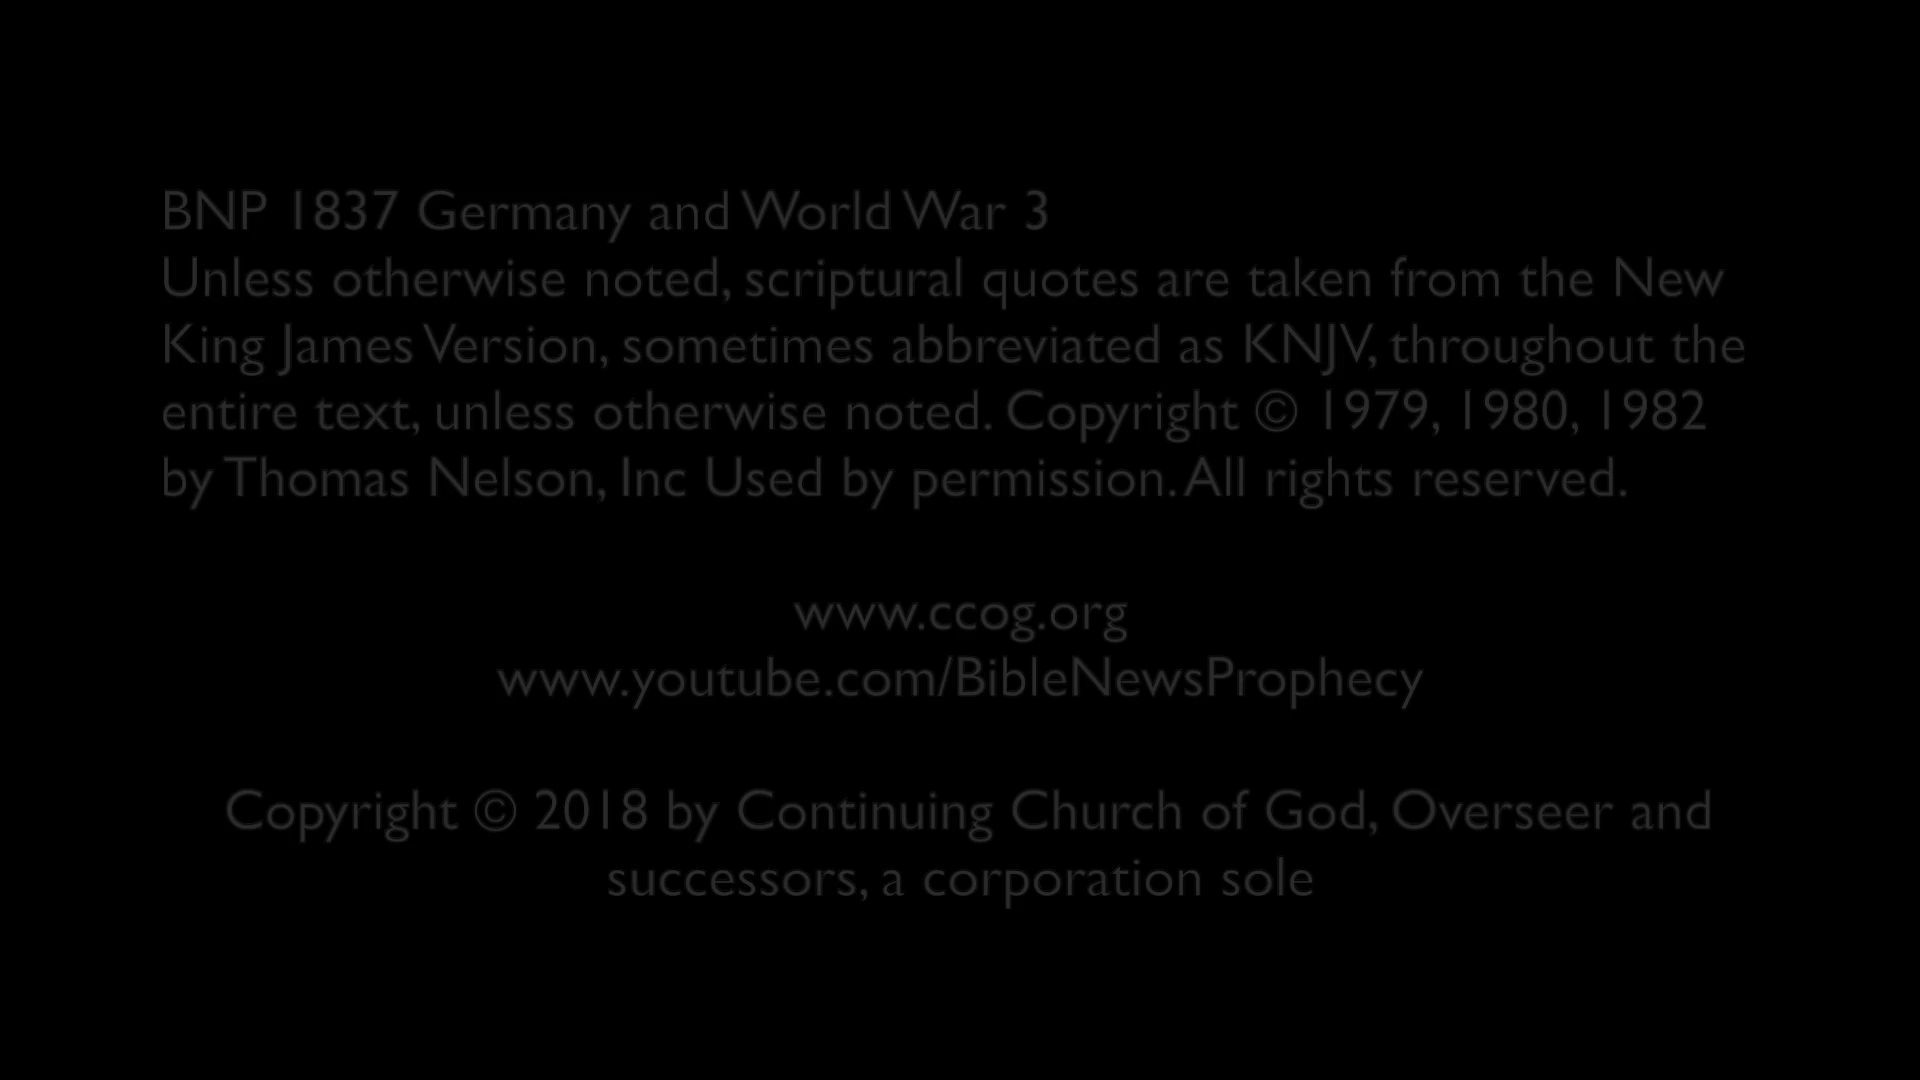 BNP 1837 Germany and World War 3
Unless otherwise noted, scriptural quotes are taken from the New
King James Version, sometimes abbreviated as KNJV, throughout the
entire text, unless otherwise noted. Copyright © 1979, 1980, 1982
by Thomas Nelson, Inc Used by permission. All rights reserved.
www.ccog.org
www.youtube.com/BibleNewsProphecy
Copyright © 2018 by Continuing Church of God, Overseer and
successors, a corporation sole